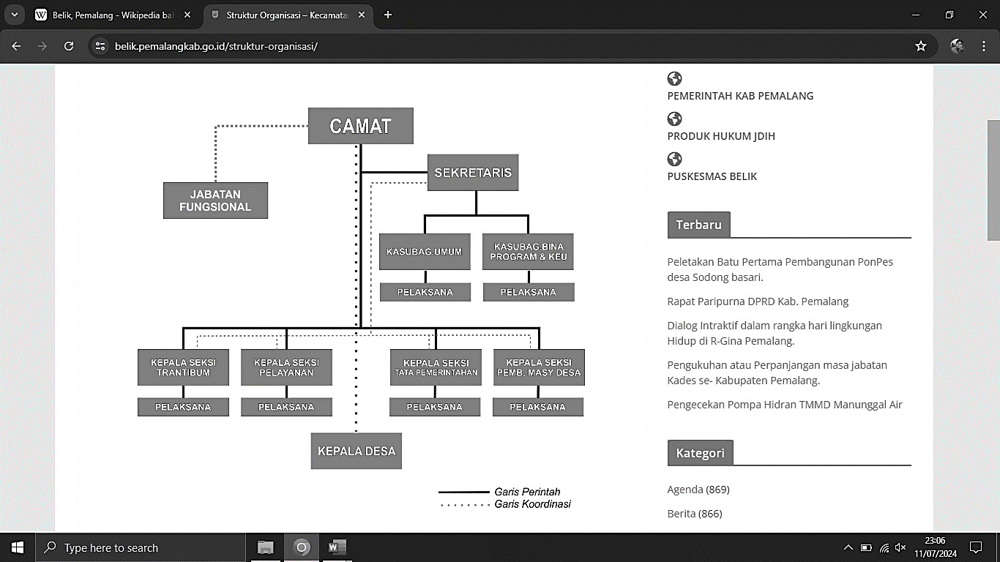 Belik, Pemalang - Wikipedia ba
Struktur Organisasi – Kecamata
belik.pemalangkab.go.id/struktur-organisasi/
CAMAT
SEKRETARIS
JABATAN
FUNGSIONAL
KASUBAG.UMUM
KASUBAG.BINA
PROGRAM & KEU
PELAKSANA
PELAKSANA
KEPALA SEKSI
TRANTIBUM
KEPALA SEKSI
PELAYANAN
KEPALA SEKSI
TATA PEMERINTAHAN
KEPALA SEKSI
PEMB. MASY DESA
PELAKSANA
PELAKSANA
PELAKSANA
PELAKSANA
KEPALA DESA
Garis Perintah
Garis Koordinasi
PEMERINTAH KAB PEMALANG
PRODUK HUKUM JDIH
PUSKESMAS BELIK
Terbaru
Peletakan Batu Pertama Pembangunan PonPes
desa Sodong basari.
Rapat Paripurna DPRD Kab. Pemalang
Dialog Intraktif dalam rangka hari lingkungan
Hidup di R-Gina Pemalang.
Pengukuhan atau Perpanjangan masa jabatan
Kades se- Kabupaten Pemalang.
Pengecekan Pompa Hidran TMMD Manunggal Air
Kategori
Agenda (869)
Berita (866)
Type here to search
23:06
11/07/2024